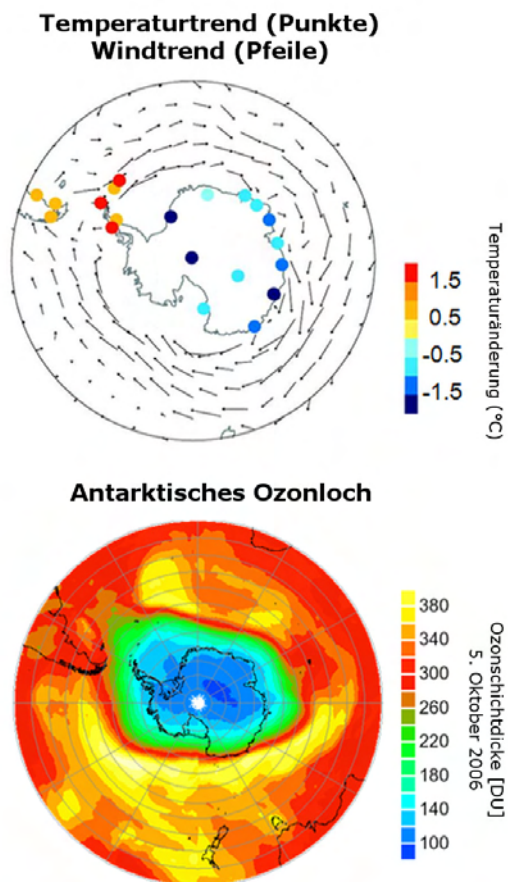 Temperaturtrend (Punkte)
Windtrend (Pfeile)
1.5
0.5
-0.5
-1.5
Temperaturänderung (°C)
Antarktisches Ozonloch
380
340
300
260
220
180
140
100
Ozonschichtdicke [DU]
5. Oktober 2006